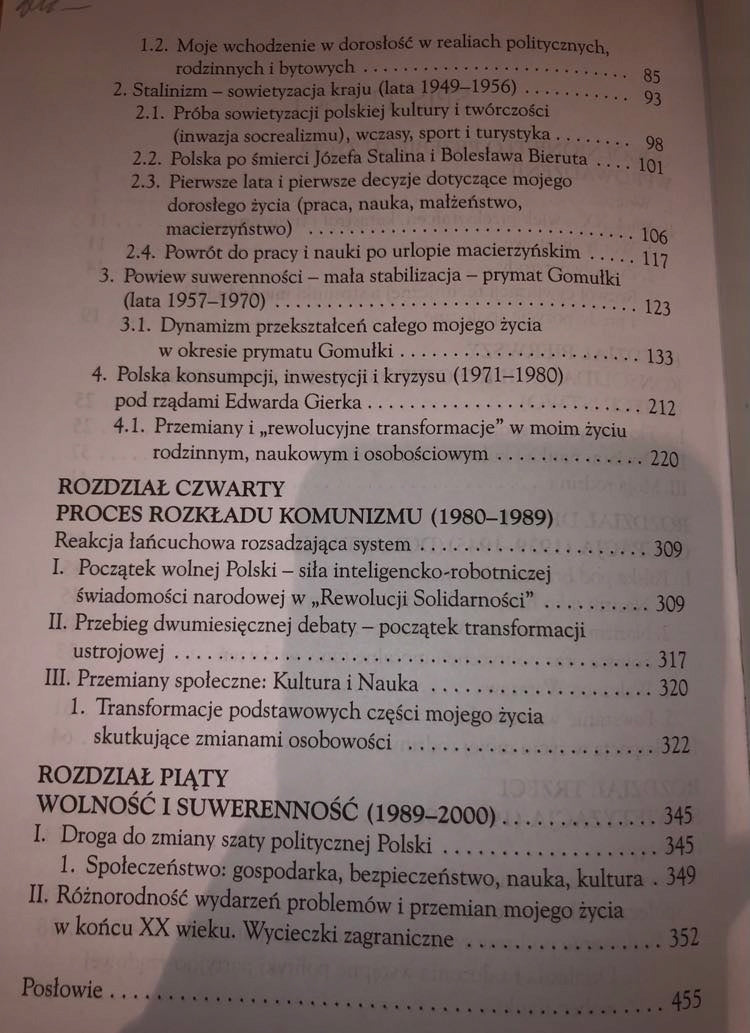 1.2. Moje wchodzenie w dorosłość w realiach politycznych,
rodzinnych i bytowych . . . . . . . . . . . . . . . . . . . . . . . . . . 85
2. Stalinizm – sowietyzacja kraju (lata 1949–1956) . . . . . . . . . . . 93
2.1. Próba sowietyzacji polskiej kultury i twórczości
(inwazja socrealizmu), wczasy, sport i turystyka . . . . . . . . 98
2.2. Polska po śmierci Józefa Stalina i Bolesława Bieruta . . . . 101
2.3. Pierwsze lata i pierwsze decyzje dotyczące mojego
dorosłego życia (praca, nauka, małżeństwo,
macierzyństwo) . . . . . . . . . . . . . . . . . . . . . . . . . . . . . . . 106
2.4. Powrót do pracy i nauki po urlopie macierzyńskim . . . . . 117
3. Powiew suwerenności – mała stabilizacja – prymat Gomułki
(lata 1957–1970) . . . . . . . . . . . . . . . . . . . . . . . . . . . . . . . . . . 123
3.1. Dynamizm przekształceń całego mojego życia
w okresie prymatu Gomułki . . . . . . . . . . . . . . . . . . . . . . . 133
4. Polska konsumpcji, inwestycji i kryzysu (1971–1980)
pod rządami Edwarda Gierka . . . . . . . . . . . . . . . . . . . . . . . . . . 212
4.1. Przemiany i „rewolucyjne transformacje” w moim życiu
rodzinnym, naukowym i osobościowym . . . . . . . . . . . . . . 220
ROZDZIAŁ CZWARTY
PROCES ROZKŁADU KOMUNIZMU (1980–1989)
Reakcja łańcuchowa rozsadzająca system . . . . . . . . . . . . . . . . . . . . . 309
I. Początek wolnej Polski – siła inteligencko-robotniczej
świadomości narodowej w „Rewolucji Solidarności” . . . . . . . . . . 309
II. Przebieg dwumiesięcznej debaty – początek transformacji
ustrojowej . . . . . . . . . . . . . . . . . . . . . . . . . . . . . . . . . . . . . . . . . . . 317
III. Przemiany społeczne: Kultura i Nauka . . . . . . . . . . . . . . . . . . . . 320
1. Transformacje podstawowych części mojego życia
skutkujące zmianami osobowości . . . . . . . . . . . . . . . . . . . . . . 322
ROZDZIAŁ PIĄTY
WOLNOŚĆ I SUWERENNOŚĆ (1989–2000) . . . . . . . . . . . . . . 345
I. Droga do zmiany szaty politycznej Polski . . . . . . . . . . . . . . . . . . . 345
1. Społeczeństwo: gospodarka, bezpieczeństwo, nauka, kultura . 349
II. Różnorodność wydarzeń problemów i przemian mojego życia
w końcu XX wieku. Wycieczki zagraniczne . . . . . . . . . . . . . . . . . 352
Posłowie . . . . . . . . . . . . . . . . . . . . . . . . . . . . . . . . . . . . . . . . . . . . . . . . . . 455